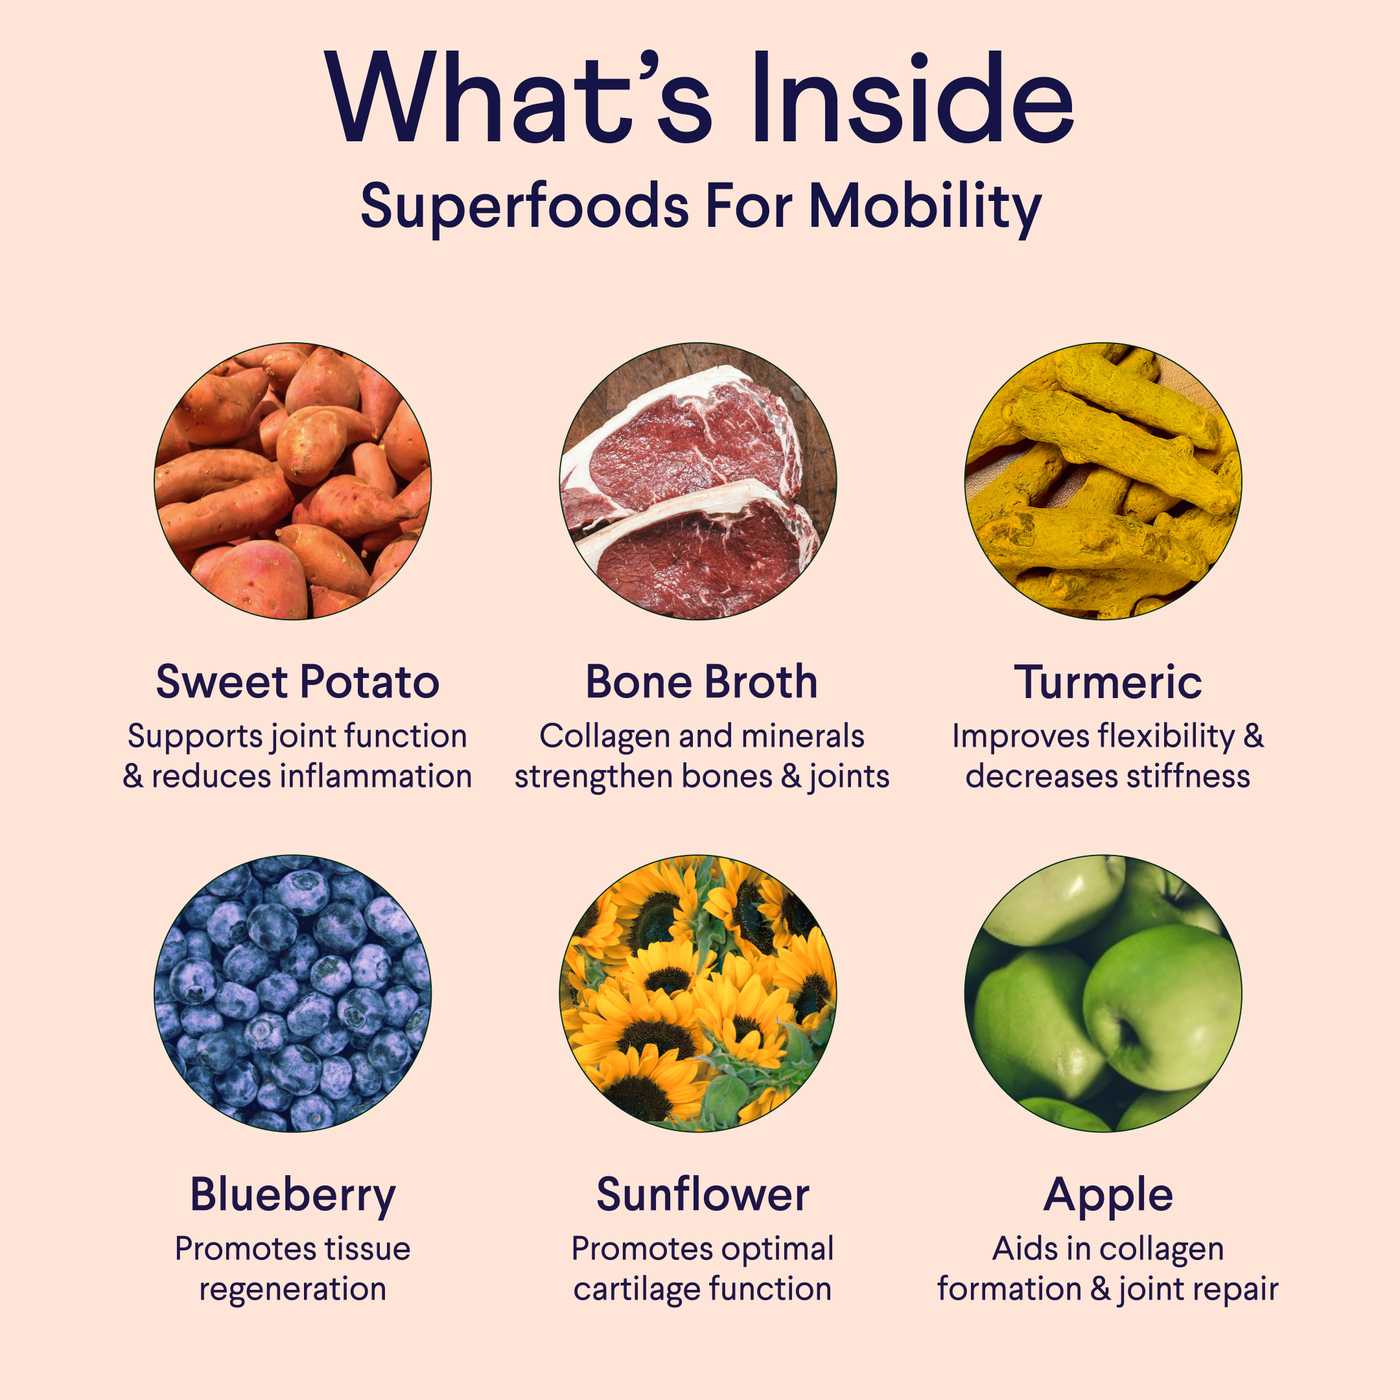 What’s Inside
Superfoods For Mobility
Sweet Potato
Supports joint function
& reduces inflammation
Bone Broth
Collagen and minerals
strengthen bones & joints
Turmeric
Improves flexibility &
decreases stiffness
Blueberry
Promotes tissue
regeneration
Sunflower
Promotes optimal
cartilage function
Apple
Aids in collagen
formation & joint repair